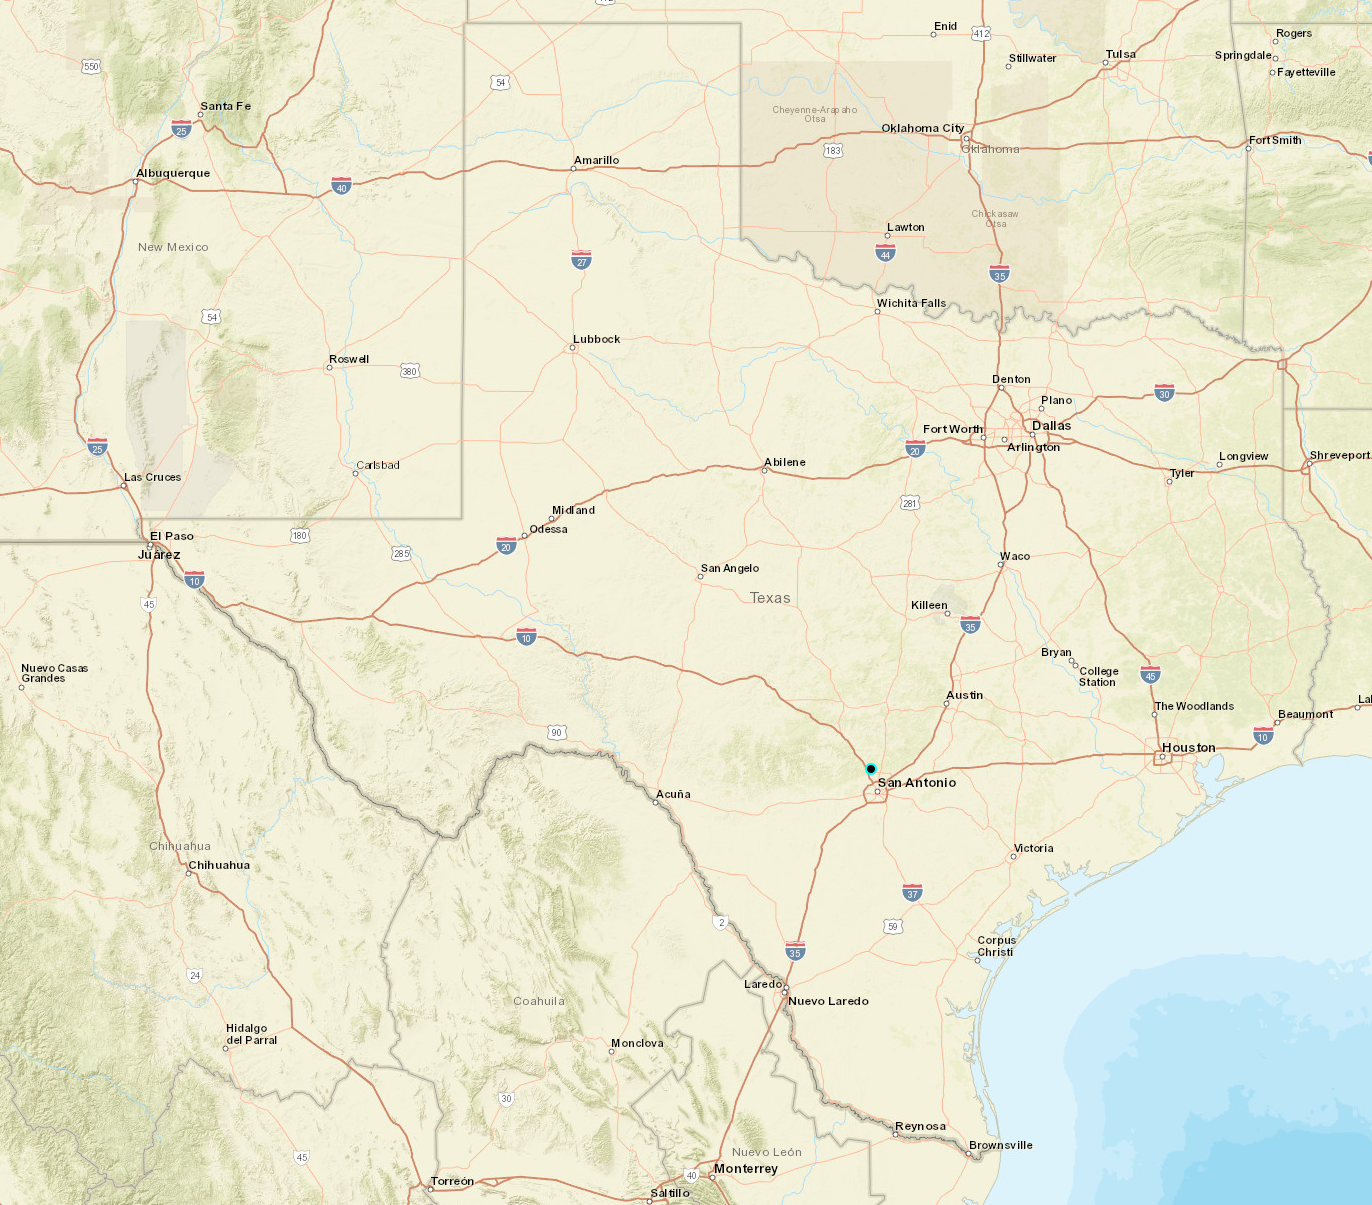 Enid
412
Rogers
Springdale
Fayetteville
Stillwater
Tulsa
550
54
Santa Fe
25
Cheyenne-Arapaho
Otsa
Oklahoma City
Oklahoma
183
Fort Smith
Albuquerque
40
Amarillo
New Mexico
27
Lawton
44
Chickasaw
Otsa
35
54
Wichita Falls
Roswell
380
Lubbock
Denton
Plano
30
Dallas
Fort Worth
Arlington
20
25
Las Cruces
Carlsbad
Abilene
Longview
Shreveport
Tyler
281
Midland
Odessa
20
180
285
El Paso
Juárez
10
45
San Angelo
Texas
Waco
Killeen
35
10
Bryan
College
Station
45
Nuevo Casas
Grandes
Austin
The Woodlands
Beaumont
10
La
90
Houston
San Antonio
Acuña
Chihuahua
Chihuahua
Victoria
37
59
2
35
Corpus
Christi
24
Laredo
Nuevo Laredo
Coahuila
Hidalgo
del Parral
Monclova
30
45
Reynosa
Brownsville
Nuevo León
Monterrey
40
Torreón
Saltillo